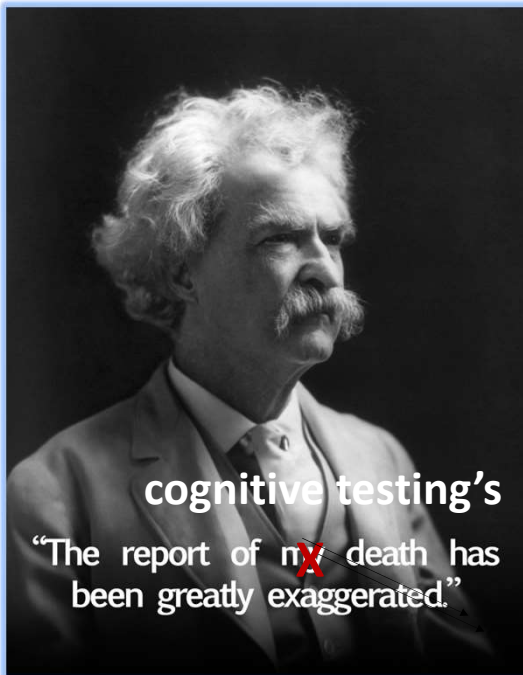 cognitive testing’s
“The report of my death has
been greatly exaggerated.”